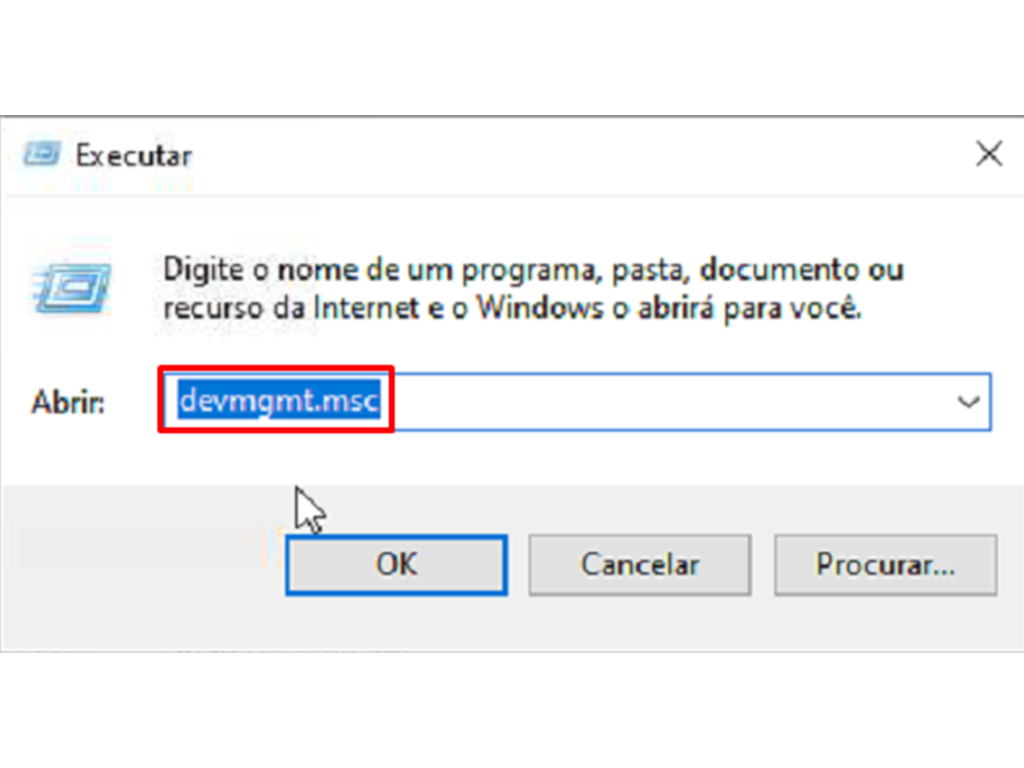 Executar
Digite o nome de um programa, pasta, documento ou
recurso da Internet e o Windows o abrirá para você.
Abrir:
devmgmt.msc
OK
Cancelar
Procurar...